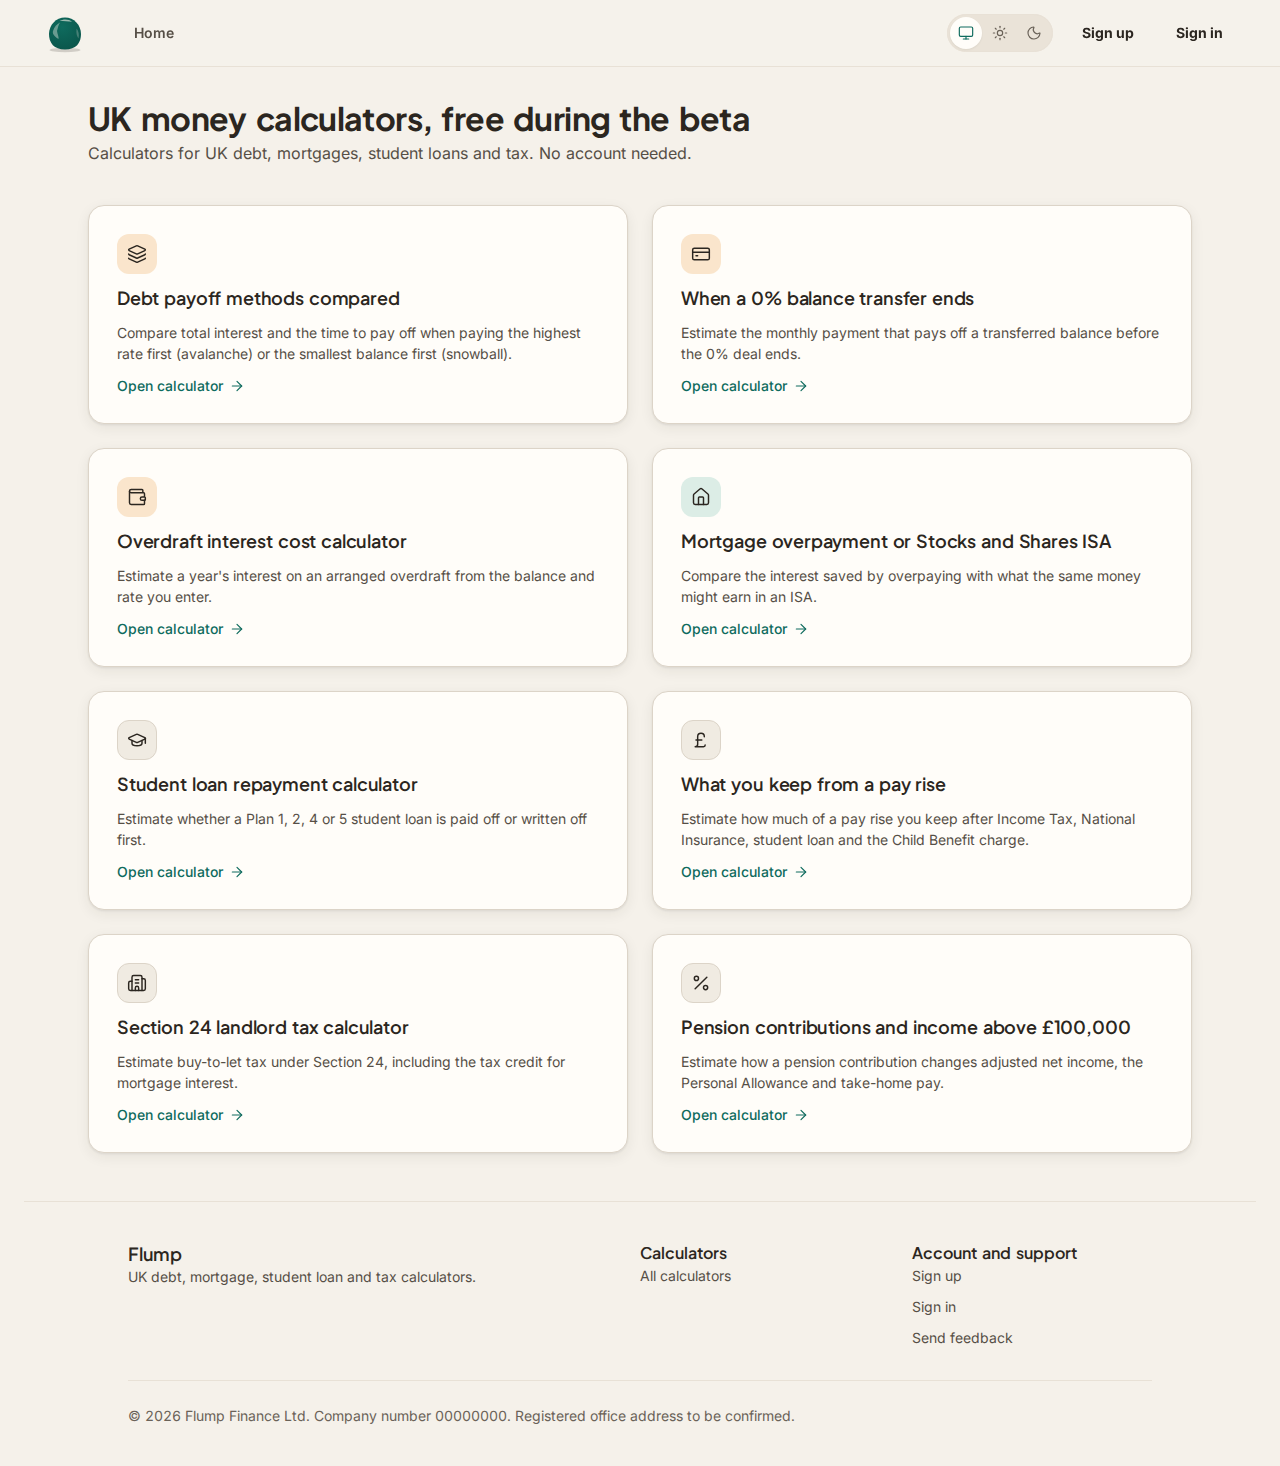 Home
Sign up
Sign in
UK money calculators, free during the beta
Calculators for UK debt, mortgages, student loans and tax. No account needed.
Debt payoff methods compared
Compare total interest and the time to pay off when paying the highest
rate first (avalanche) or the smallest balance first (snowball).
Open calculator
When a 0% balance transfer ends
Estimate the monthly payment that pays off a transferred balance before
the 0% deal ends.
Open calculator
Overdraft interest cost calculator
Estimate a year's interest on an arranged overdraft from the balance and
rate you enter.
Open calculator
Mortgage overpayment or Stocks and Shares ISA
Compare the interest saved by overpaying with what the same money
might earn in an ISA.
Open calculator
Student loan repayment calculator
Estimate whether a Plan 1, 2, 4 or 5 student loan is paid off or written off
first.
Open calculator
What you keep from a pay rise
Estimate how much of a pay rise you keep after Income Tax, National
Insurance, student loan and the Child Benefit charge.
Open calculator
Section 24 landlord tax calculator
Estimate buy-to-let tax under Section 24, including the tax credit for
mortgage interest.
Open calculator
Pension contributions and income above £100,000
Estimate how a pension contribution changes adjusted net income, the
Personal Allowance and take-home pay.
Open calculator
Flump
UK debt, mortgage, student loan and tax calculators.
Calculators
All calculators
Account and support
Sign up
Sign in
Send feedback
© 2026 Flump Finance Ltd. Company number 00000000. Registered office address to be confirmed.